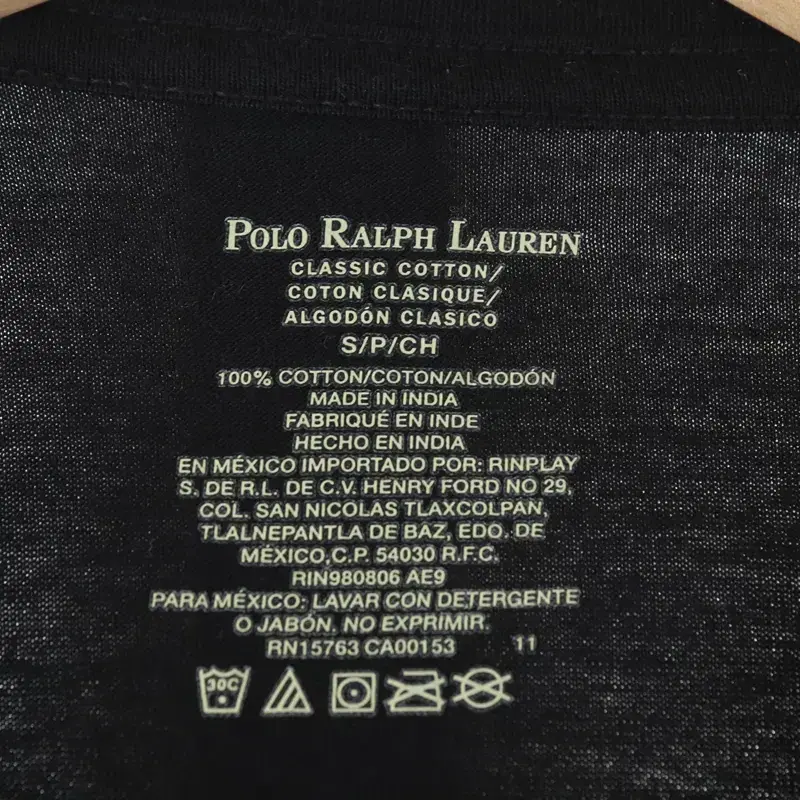 POLO RALPH LAUREN
CLASSIC COTTON/
COTON CLASIQUE/
ALGODÓN CLASICO
S/P/CH
100% COTTON/COTON/ALGODÓN
MADE IN INDIA
FABRIQUÉ EN INDE
HECHO EN INDIA
EN MÉXICO IMPORTADO POR: RINPLAY
S. DE R.L. DE C.V. HENRY FORD NO 29,
COL. SAN NICOLAS TLAXCOLPAN,
TLALNEPANTLA DE BAZ, EDO. DE
MÉXICO,C.P. 54030 R.F.C.
RIN980806 AE9
PARA MÉXICO: LAVAR CON DETERGENTE
O JABÓN. NO EXPRIMIR.
RN15763 CA00153 11
30C